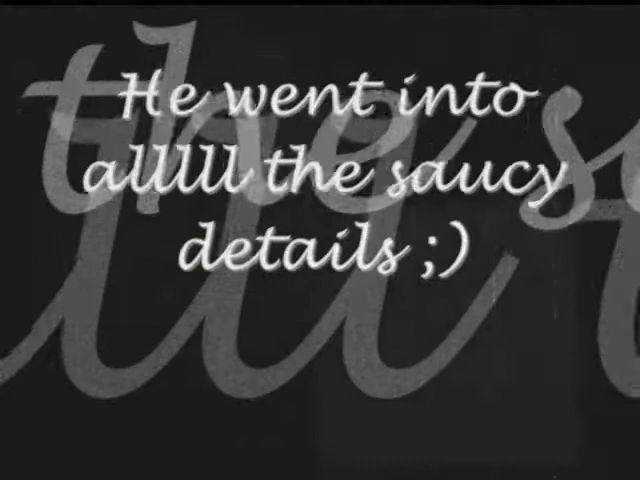 He went into
alllll the saucy
details ;)